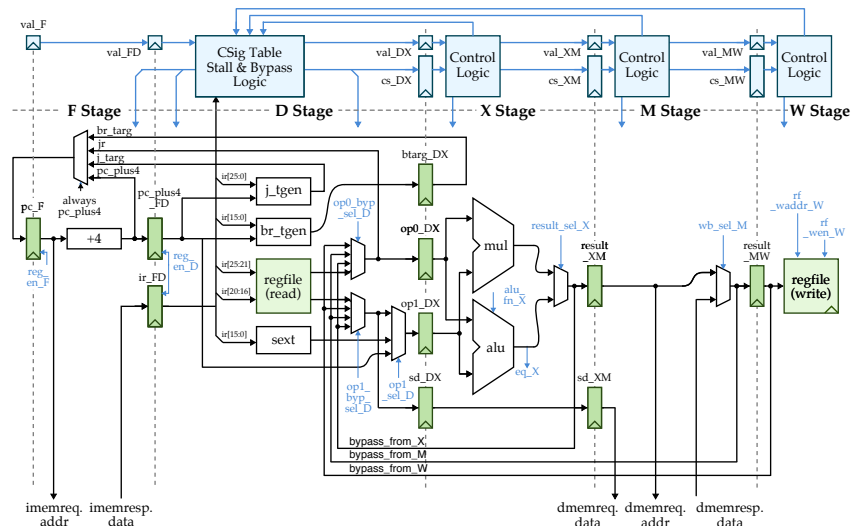 val_F
val_FD
CSig Table
Stall & Bypass
Logic
val_DX
cs_DX
Control
Logic
val_XM
cs_XM
Control
Logic
val_MW
cs_MW
Control
Logic
F Stage
D Stage
X Stage
M Stage
W Stage
br_targ
jr
j_targ
pc_plus4
always
pc_plus4
pc_F
+4
pc_plus4
_FD
reg_
en_F
reg_
en_D
ir_FD
ir[25:0]
j_tgen
ir[15:0]
br_tgen
ir[25:21]
ir[20:16]
regfile
(read)
ir[15:0]
sext
op0_byp
_sel_D
op1_
byp_
sel_D
op1
_sel_D
btarg_DX
op0_DX
op1_DX
sd_DX
mul
alu
alu_
fn_X
eq_X
result_sel_X
result
_XM
sd_XM
wb_sel_M
result
_MW
rf
_waddr_W
rf
_wen_W
regfile
(write)
bypass_from_X
bypass_from_M
bypass_from_W
imemreq.
addr
imemresp.
data
dmemreq.
data
dmemreq.
addr
dmemresp.
data